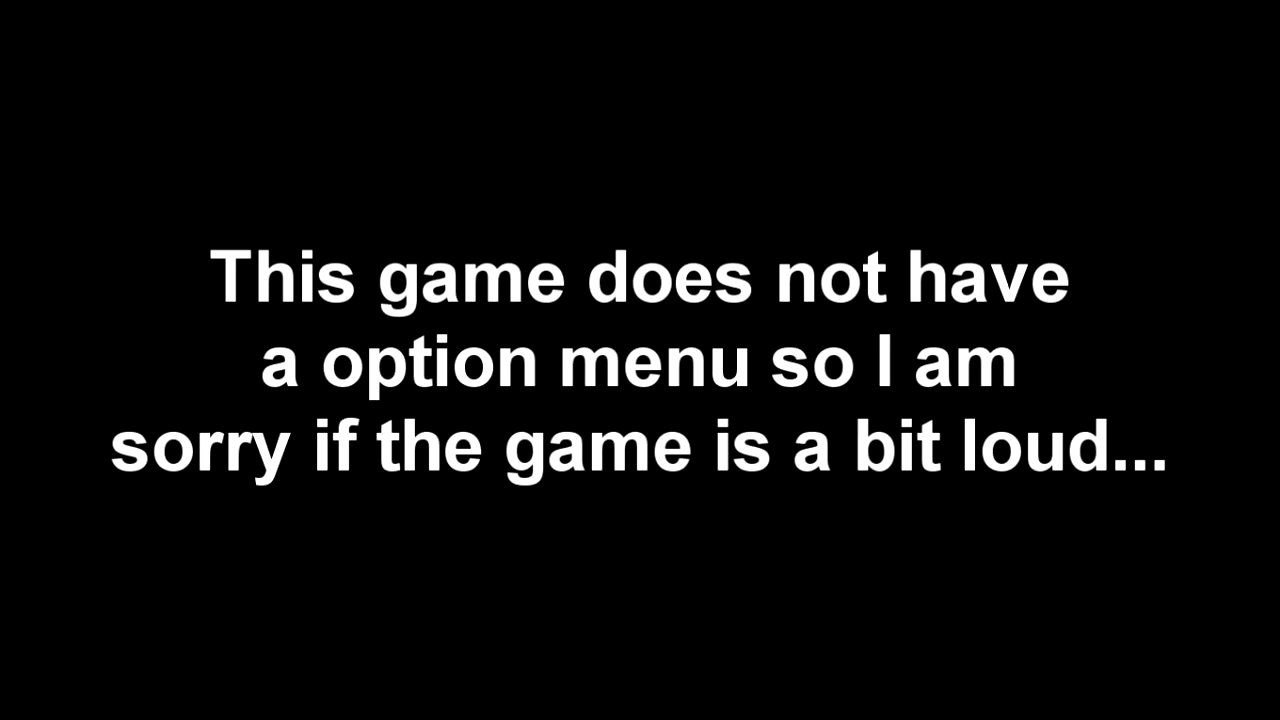 This game does not have
a option menu so I am
sorry if the game is a bit loud...